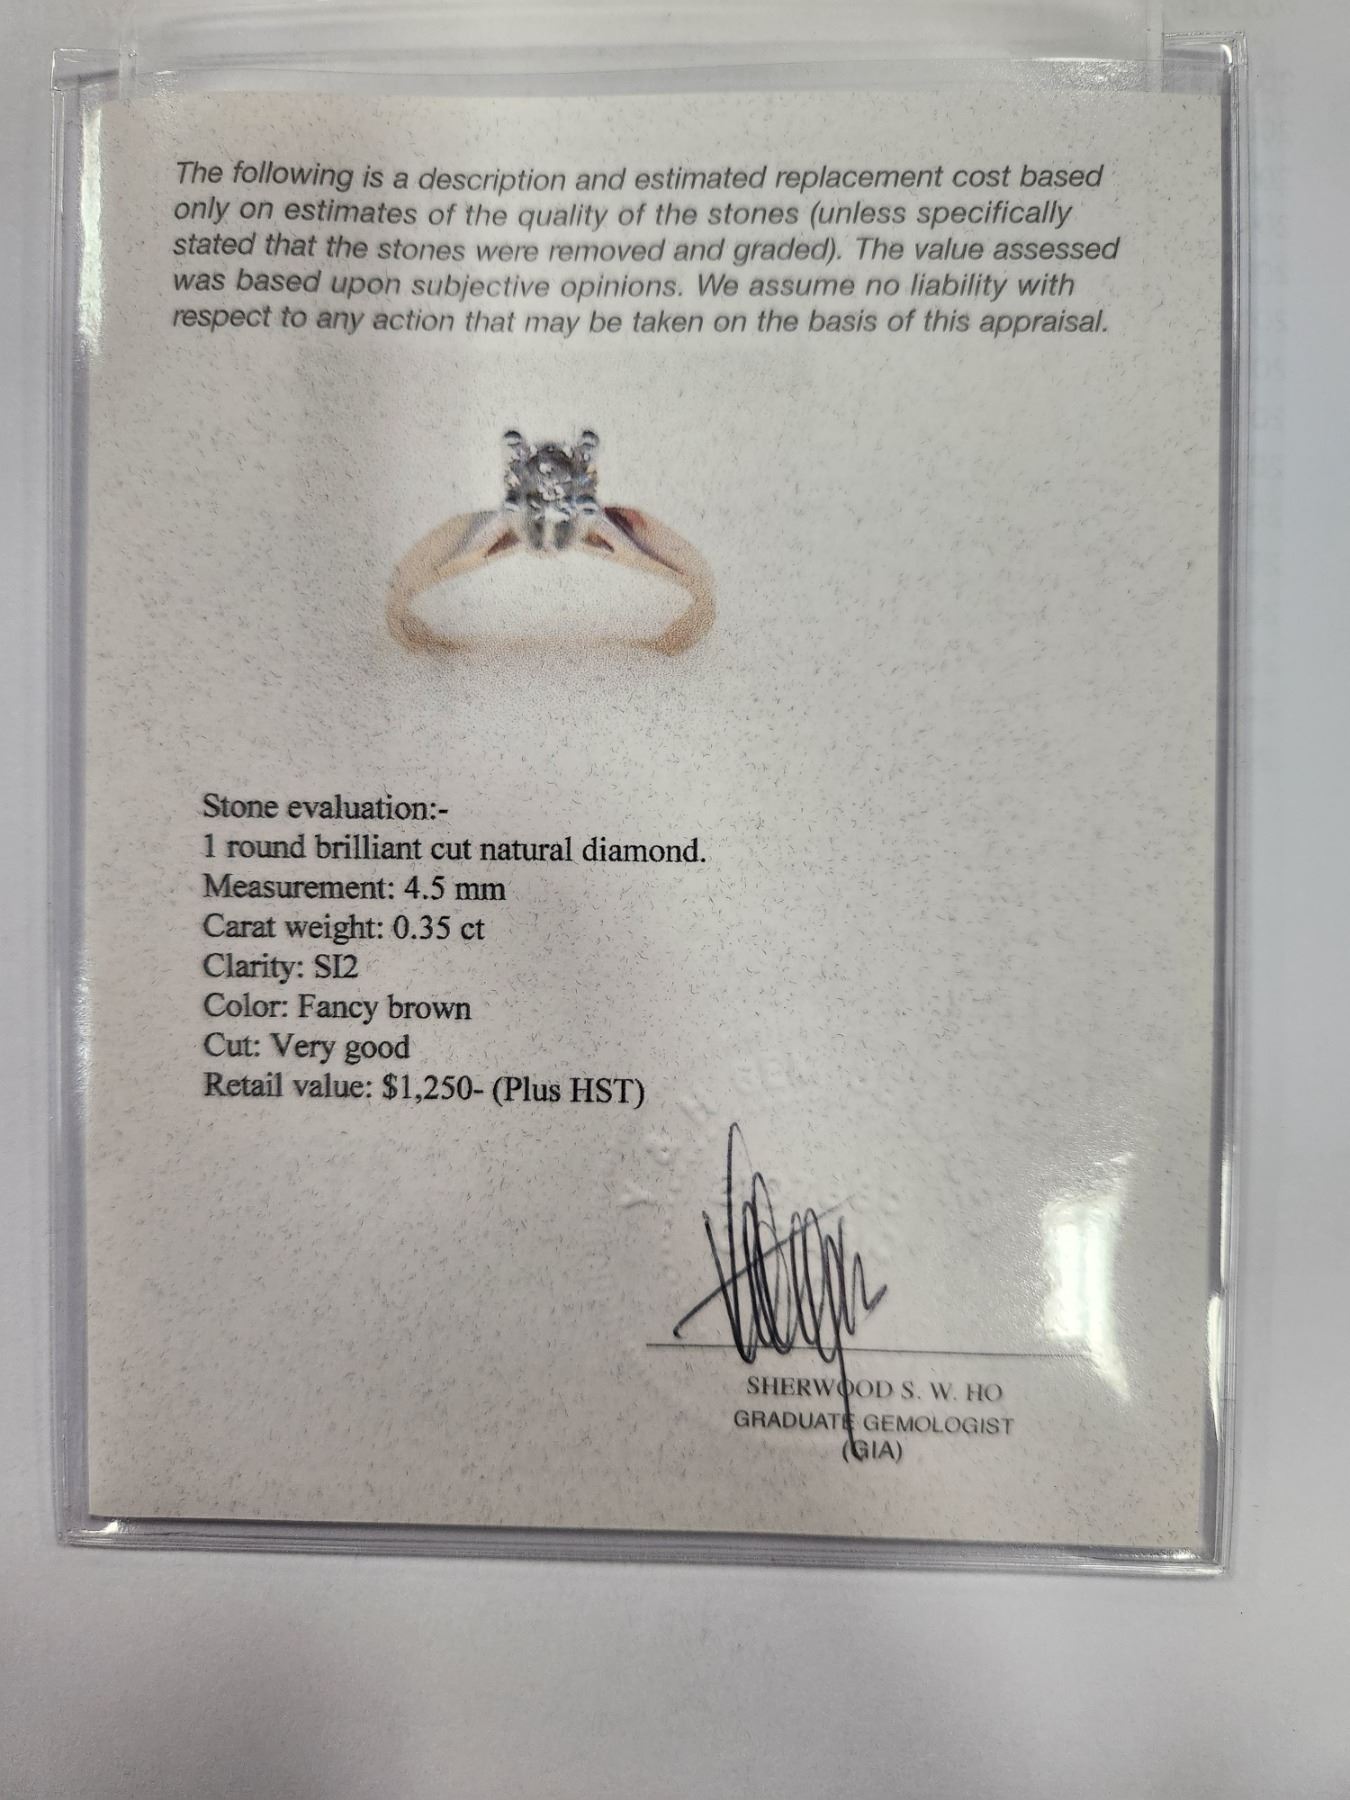 The following is a description and estimated replacement cost based
only on estimates of the quality of the stones (unless specifically
stated that the stones were removed and graded). The value assessed
was based upon subjective opinions. We assume no liability with
respect to any action that may be taken on the basis of this appraisal.
Stone evaluation:-
1 round brilliant cut natural diamond.
Measurement: 4.5 mm
Carat weight: 0.35 ct
Clarity: SI2
Color: Fancy brown
Cut: Very good
Retail value: $1,250- (Plus HST)
SHERWOOD S. W. HO
GRADUATE GEMOLOGIST
(GIA)